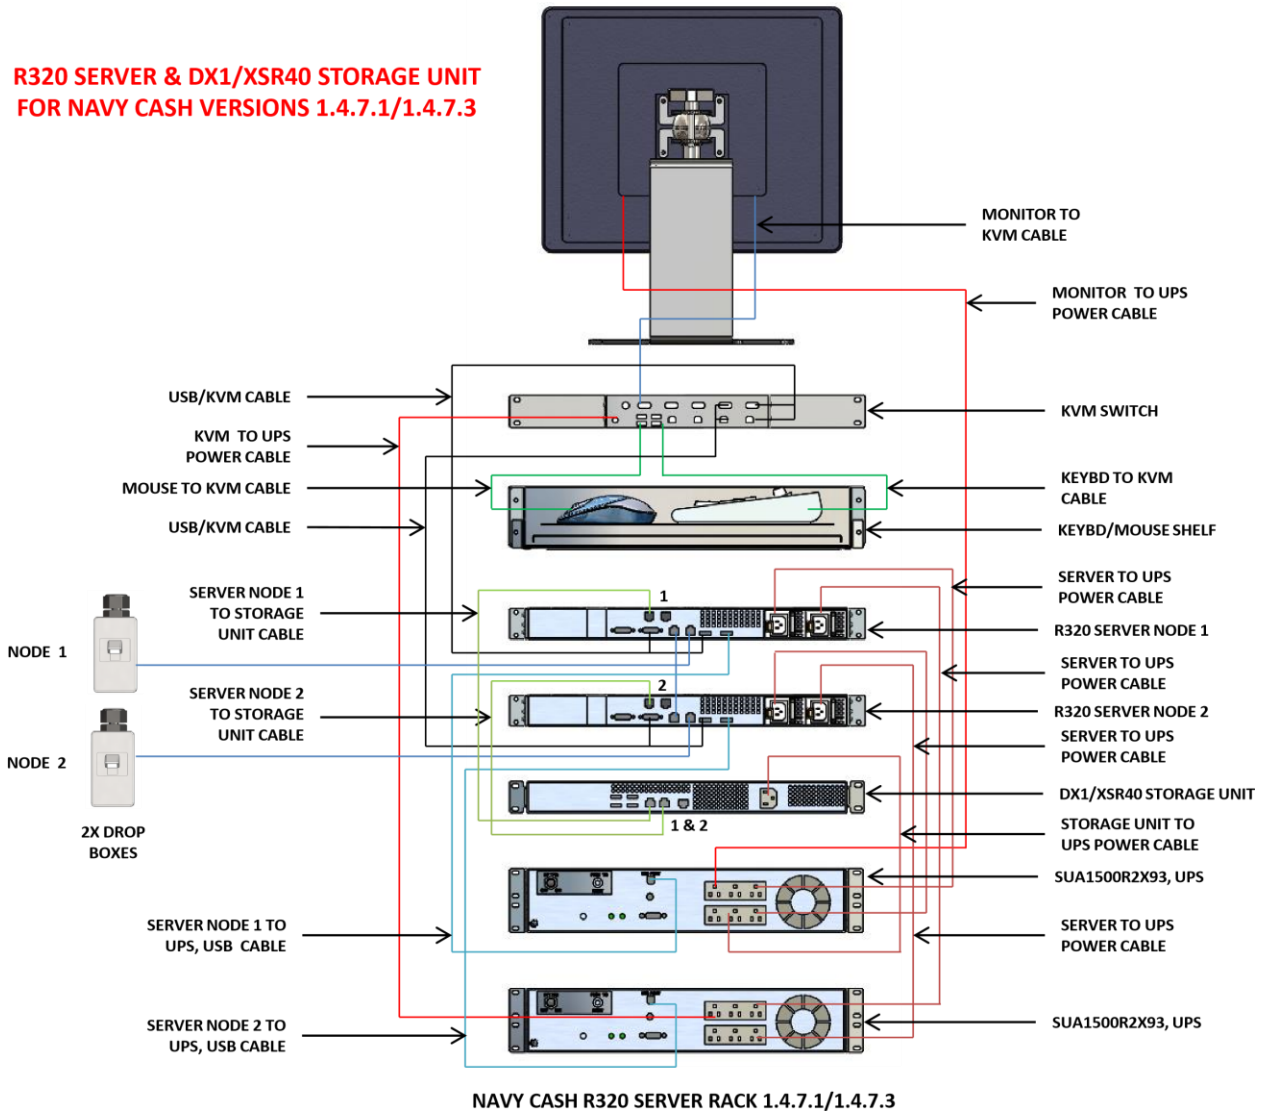 R320 SERVER & DX1/XSR40 STORAGE UNIT
FOR NAVY CASH VERSIONS 1.4.7.1/1.4.7.3
MONITOR TO
KVM CABLE
MONITOR TO UPS
POWER CABLE
USB/KVM CABLE
KVM SWITCH
KVM TO UPS
POWER CABLE
MOUSE TO KVM CABLE
KEYBD TO KVM
CABLE
USB/KVM CABLE
KEYBD/MOUSE SHELF
SERVER NODE 1
TO STORAGE
UNIT CABLE
1
SERVER TO UPS
POWER CABLE
R320 SERVER NODE 1
NODE 1
SERVER TO UPS
POWER CABLE
SERVER NODE 2
TO STORAGE
UNIT CABLE
2
R320 SERVER NODE 2
SERVER TO UPS
POWER CABLE
NODE 2
DX1/XSR40 STORAGE UNIT
2X DROP
BOXES
1 & 2
STORAGE UNIT TO
UPS POWER CABLE
SUA1500R2X93, UPS
SERVER NODE 1 TO
UPS, USB CABLE
SERVER TO UPS
POWER CABLE
SERVER NODE 2 TO
UPS, USB CABLE
SUA1500R2X93, UPS
NAVY CASH R320 SERVER RACK 1.4.7.1/1.4.7.3